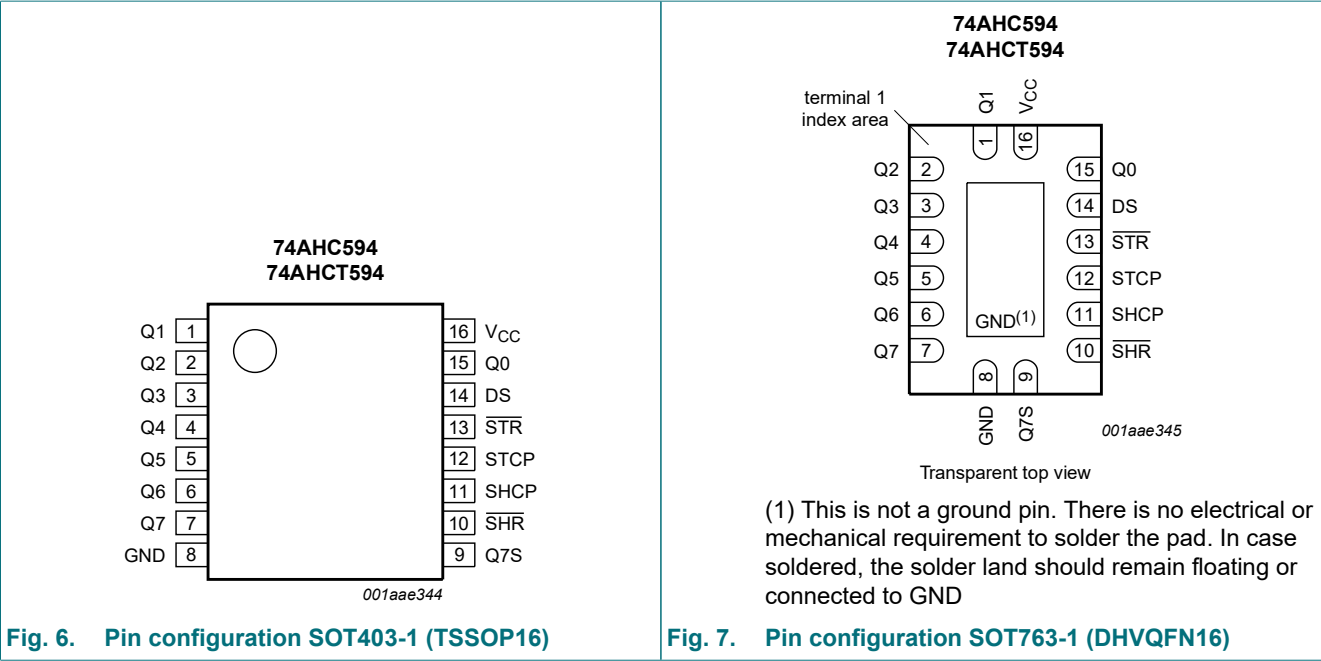 74AHC594
74AHCT594
Q1 1 16 VCC
Q2 2 15 Q0
Q3 3 14 DS
Q4 4 13 S̅T̅R̅
Q5 5 12 STCP
Q6 6 11 SHCP
Q7 7 10 S̅H̅R̅
GND 8 9 Q7S
001aae344
Fig. 6. Pin configuration SOT403-1 (TSSOP16)
74AHC594
74AHCT594
terminal 1
index area
Q1 VCC
1 16
Q2 2 15 Q0
Q3 3 14 DS
Q4 4 13 S̅T̅R̅
Q5 5 12 STCP
Q6 6 GND(1) 11 SHCP
Q7 7 10 S̅H̅R̅
8 9
GND Q7S
001aae345
Transparent top view
(1) This is not a ground pin. There is no electrical or
mechanical requirement to solder the pad. In case
soldered, the solder land should remain floating or
connected to GND
Fig. 7. Pin configuration SOT763-1 (DHVQFN16)